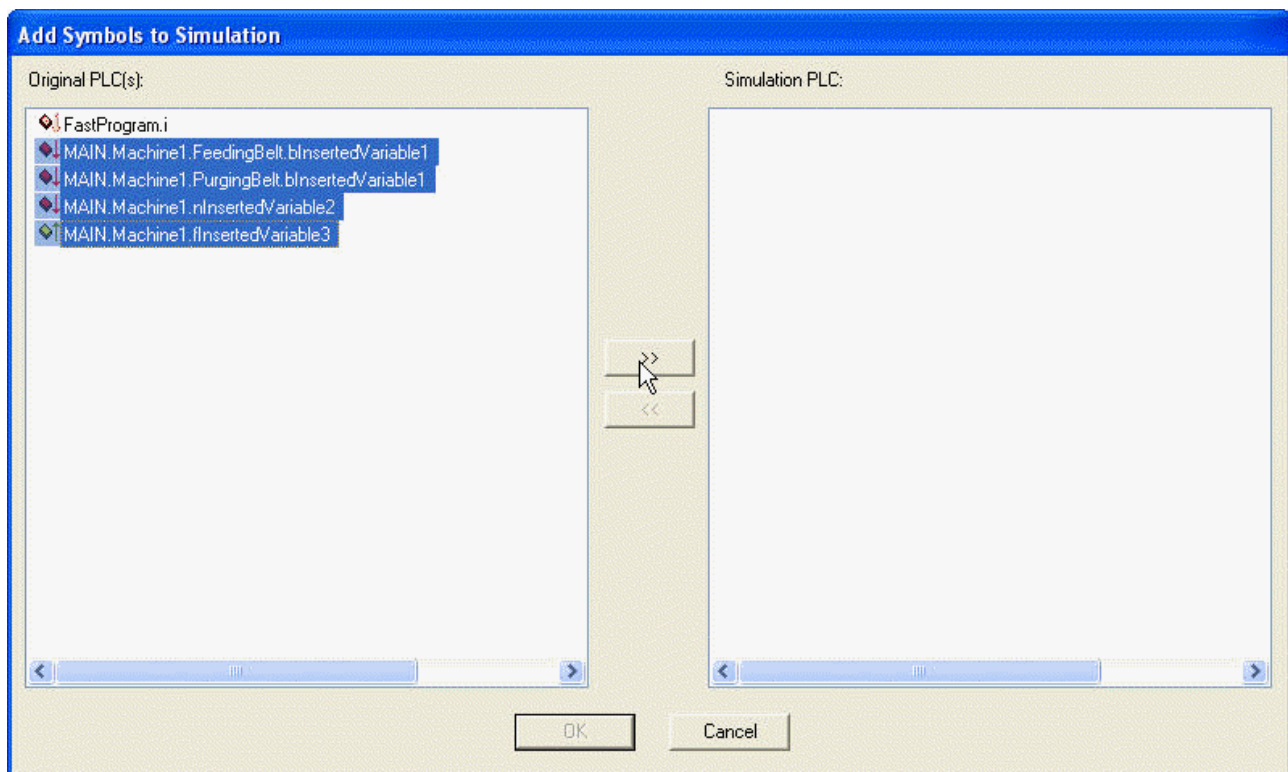 Add Symbols to Simulation
Original PLC(s):
Simulation PLC:
FastProgram.i
MAIN.Machine1.FeedingBelt.bInsertedVariable1
MAIN.Machine1.PurgingBelt.bInsertedVariable1
MAIN.Machine1.nInsertedVariable2
MAIN.Machine1.fInsertedVariable3
>>
<<
OK
Cancel